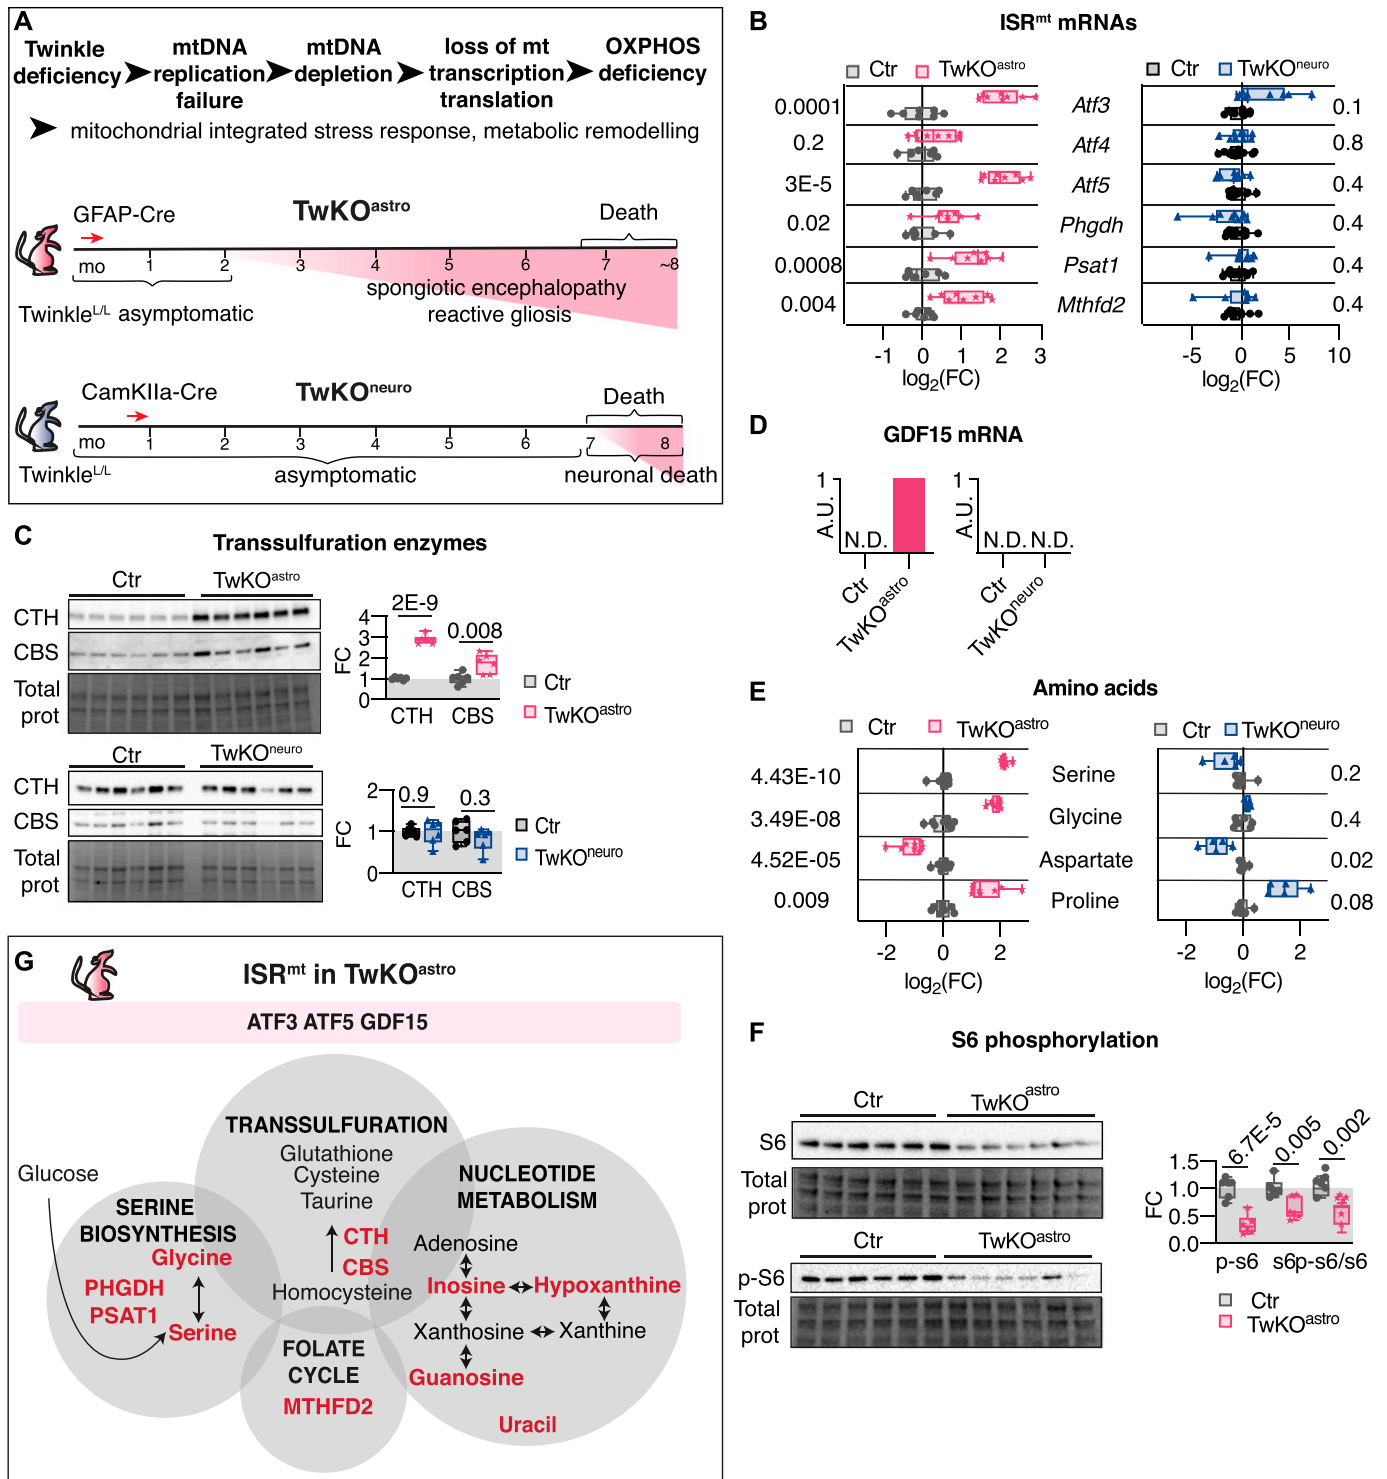 A
Twinkle deficiency
mtDNA replication failure
mtDNA depletion
loss of mt transcription translation
OXPHOS deficiency
mitochondrial integrated stress response, metabolic remodelling
GFAP-Cre
TwKOastro
Death
mo 1 2 3 4 5 6 7 ~8
spongiotic encephalopathy
reactive gliosis
TwinkleL/L asymptomatic
CamKIIa-Cre
TwKOneuro
Death
mo 1 2 3 4 5 6 7 8
TwinkleL/L
asymptomatic
neuronal death
B
ISRmt mRNAs
Ctr TwKOastro
Ctr TwKOneuro
0.0001 Atf3 0.1
0.2 Atf4 0.8
3E-5 Atf5 0.4
0.02 Phgdh 0.4
0.0008 Psat1 0.4
0.004 Mthfd2 0.4
-1 0 1 2 3
-5 0 5 10
log2(FC)
log2(FC)
C
Transsulfuration enzymes
Ctr TwKOastro
CTH
CBS
Total prot
2E-9
0.008
4
3
2
1
0
FC
CTH CBS
Ctr
TwKOastro
Ctr TwKOneuro
CTH
CBS
Total prot
0.9 0.3
2
1
0
FC
CTH CBS
Ctr
TwKOneuro
D
GDF15 mRNA
1
A.U.
N.D.
Ctr
TwKOastro
1
A.U.
N.D. N.D.
Ctr
TwKOneuro
E
Amino acids
Ctr TwKOastro
Ctr TwKOneuro
4.43E-10 Serine 0.2
3.49E-08 Glycine 0.4
4.52E-05 Aspartate 0.02
0.009 Proline 0.08
-2 0 2
-2 0 2
log2(FC)
log2(FC)
F
S6 phosphorylation
Ctr TwKOastro
S6
Total prot
Ctr TwKOastro
p-S6
Total prot
6.7E-5
0.005
0.002
1.5
1.0
0.5
0.0
FC
p-s6 s6 p-s6/s6
Ctr
TwKOastro
G
ISRmt in TwKOastro
ATF3 ATF5 GDF15
TRANSSULFURATION
Glutathione
Cysteine
Taurine
CTH
CBS
Homocysteine
Glucose
SERINE
BIOSYNTHESIS
Glycine
PHGDH
PSAT1
Serine
FOLATE
CYCLE
MTHFD2
NUCLEOTIDE
METABOLISM
Adenosine
Inosine Hypoxanthine
Xanthosine Xanthine
Guanosine
Uracil